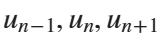 u_{n-1}, u_n, u_{n+1}